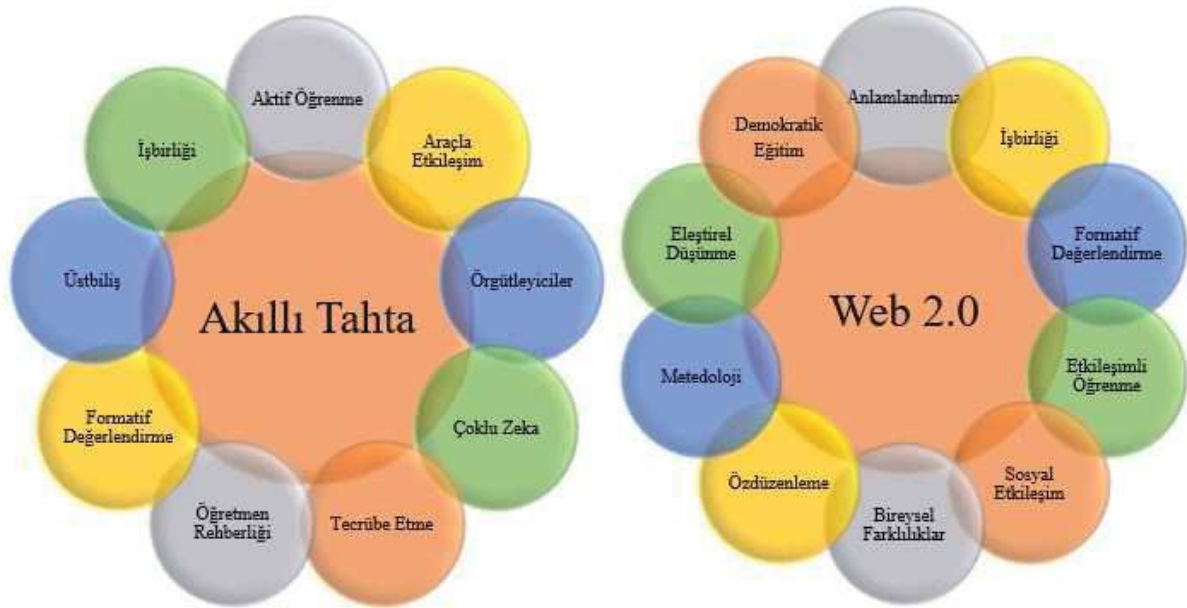 Akıllı Tahta
Aktif Öğrenme
Araçla
Etkileşim
Örgütleyiciler
Çoklu Zeka
Tecrübe Etme
Öğretmen
Rehberliği
Formatif
Değerlendirme
Üstbiliş
İşbirliği
Web 2.0
Anlamlandırma
İşbirliği
Formatif
Değerlendirme
Etkileşimli
Öğrenme
Sosyal
Etkileşim
Bireysel
Farklılıklar
Özdüzenleme
Metedoloji
Eleştirel
Düşünme
Demokratik
Eğitim